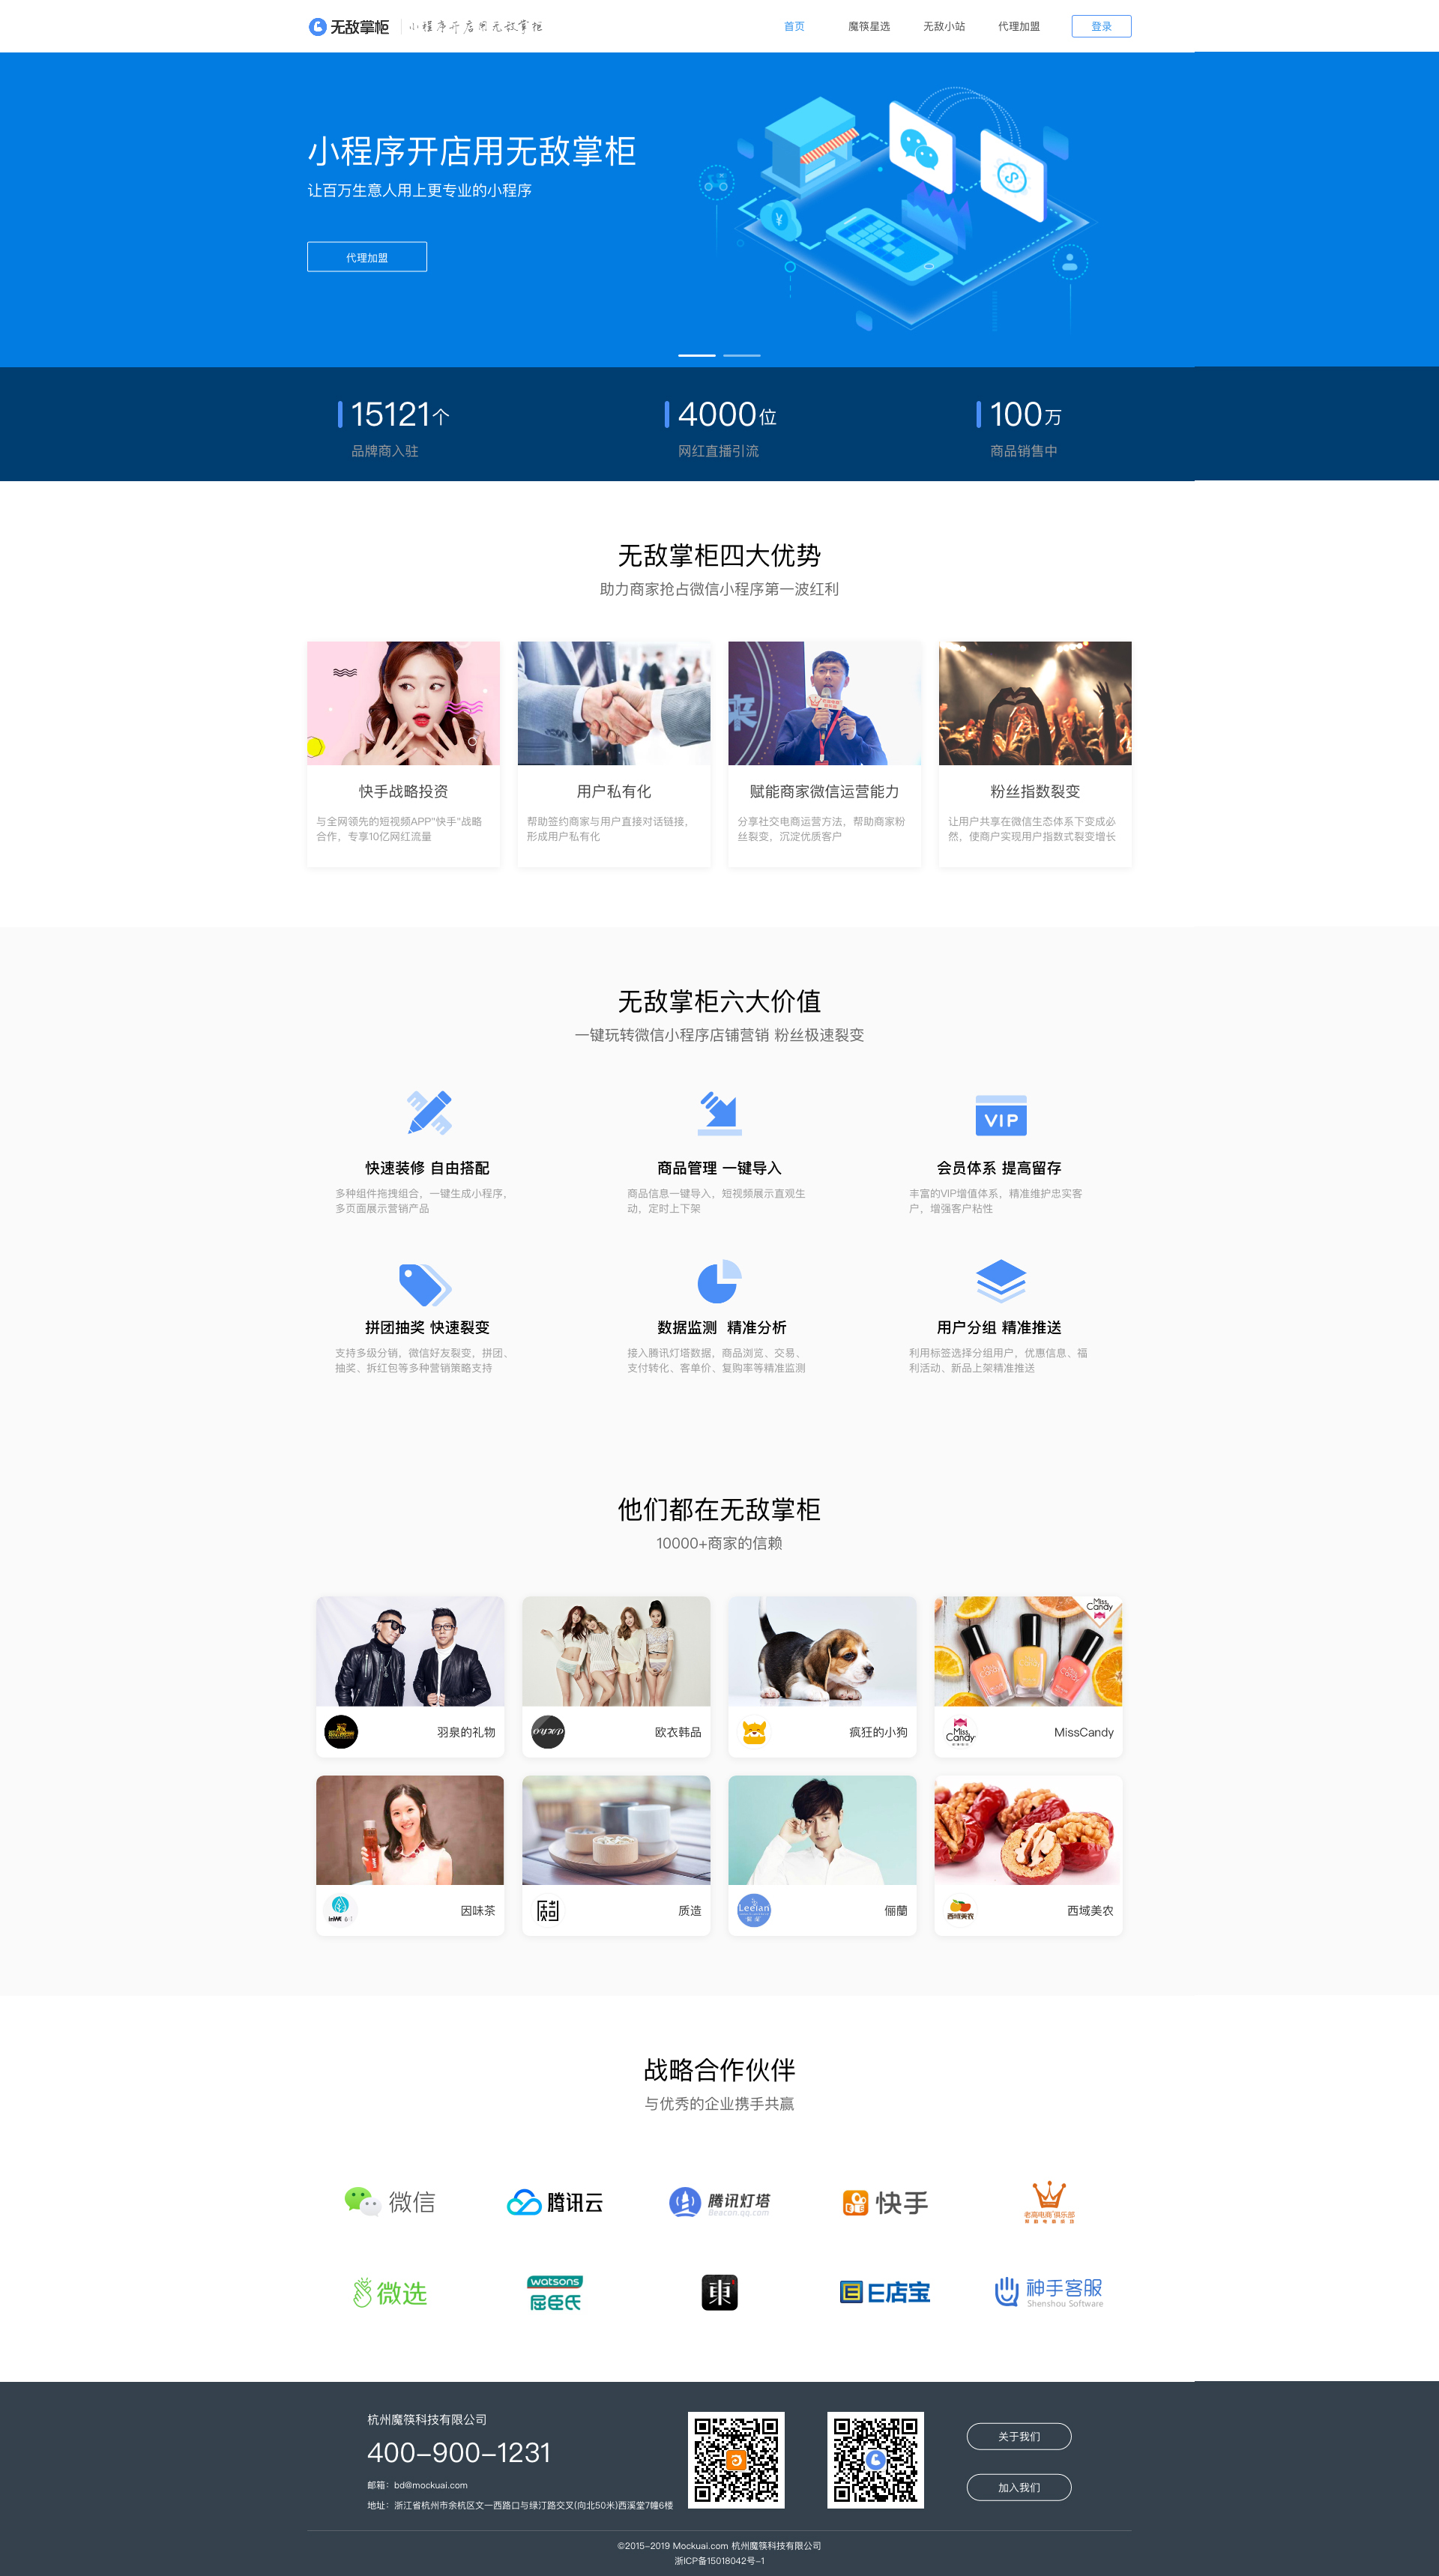 无敌掌柜
小程序开店用无敌掌柜
首页
魔筷星选
无敌小站
代理加盟
登录
小程序开店用无敌掌柜
让百万生意人用上更专业的小程序
代理加盟
15121个
品牌商入驻
4000位
网红直播引流
100万
商品销售中
无敌掌柜四大优势
助力商家抢占微信小程序第一波红利
来
快手战略投资
与全网领先的短视频APP"快手"战略
合作，专享10亿网红流量
用户私有化
帮助签约商家与用户直接对话链接，
形成用户私有化
赋能商家微信运营能力
分享社交电商运营方法，帮助商家粉
丝裂变，沉淀优质客户
粉丝指数裂变
让用户共享在微信生态体系下变成必
然，使商户实现用户指数式裂变增长
无敌掌柜六大价值
一键玩转微信小程序店铺营销 粉丝极速裂变
VIP
快速装修 自由搭配
多种组件拖拽组合，一键生成小程序，
多页面展示营销产品
商品管理 一键导入
商品信息一键导入，短视频展示直观生
动，定时上下架
会员体系 提高留存
丰富的VIP增值体系，精准维护忠实客
户，增强客户粘性
拼团抽奖 快速裂变
支持多级分销，微信好友裂变，拼团、
抽奖、拆红包等多种营销策略支持
数据监测 精准分析
接入腾讯灯塔数据，商品浏览、交易、
支付转化、客单价、复购率等精准监测
用户分组 精准推送
利用标签选择分组用户，优惠信息、福
利活动、新品上架精准推送
他们都在无敌掌柜
10000+商家的信赖
Miss
Candy
羽泉的礼物
欧衣韩品
疯狂的小狗
Miss
Candy
MissCandy
因味茶
质造
Leeian
俪蘭
西域美农
西域美农
战略合作伙伴
与优秀的企业携手共赢
微信
腾讯云
腾讯灯塔
Beacon.qq.com
快手
老高电商俱乐部
微选
watsons
屈臣氏
東
E店宝
神手客服
Shenshou Software
杭州魔筷科技有限公司
400-900-1231
邮箱：bd@mockuai.com
地址：浙江省杭州市余杭区文一西路口与绿汀路交叉(向北50米)西溪堂7幢6楼
关于我们
加入我们
©2015-2019 Mockuai.com 杭州魔筷科技有限公司
浙ICP备15018042号-1